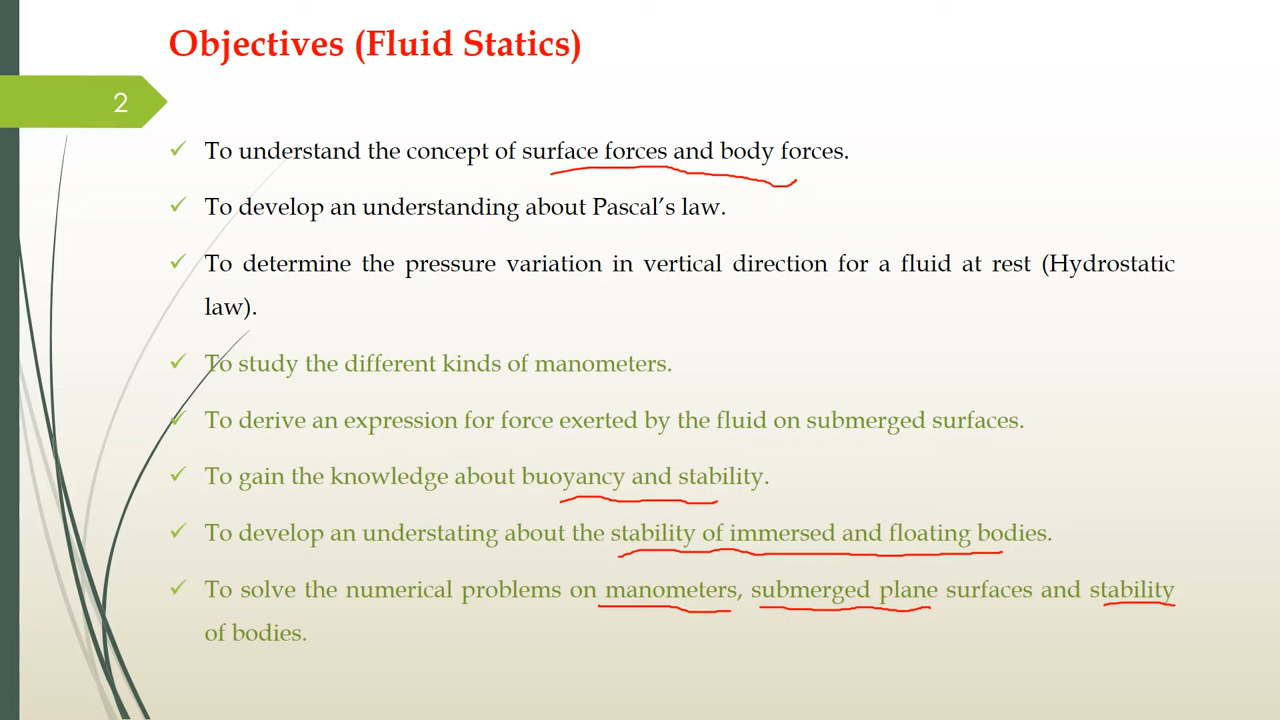 Objectives (Fluid Statics)
2
✓ To understand the concept of surface forces and body forces.
✓ To develop an understanding about Pascal's law.
✓ To determine the pressure variation in vertical direction for a fluid at rest (Hydrostatic
law).
✓ To study the different kinds of manometers.
✓ To derive an expression for force exerted by the fluid on submerged surfaces.
✓ To gain the knowledge about buoyancy and stability.
✓ To develop an understating about the stability of immersed and floating bodies.
✓ To solve the numerical problems on manometers, submerged plane surfaces and stability
of bodies.